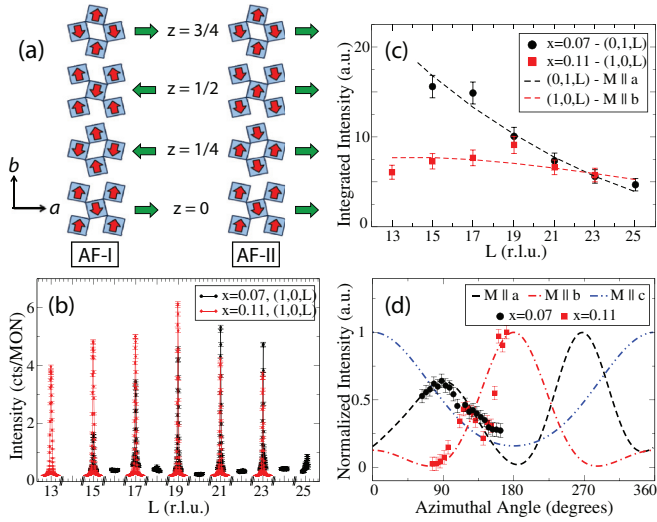 (a)
z = 3/4
z = 1/2
z = 1/4
z = 0
b
a
AF-I
AF-II
(b)
x=0.07, (1,0,L)
x=0.11, (1,0,L)
Intensity (cts/MON)
6
4
2
0
13 15 17 19 21 23 25
L (r.l.u.)
(c)
x=0.07 - (0,1,L)
x=0.11 - (1,0,L)
(0,1,L) - M || a
(1,0,L) - M || b
Integrated Intensity (a.u.)
20
10
0
13 15 17 19 21 23 25
L (r.l.u.)
(d)
M || a M || b M || c
x=0.07 x=0.11
Normalized Intensity (a.u.)
1
0.5
0
0 90 180 270 360
Azimuthal Angle (degrees)